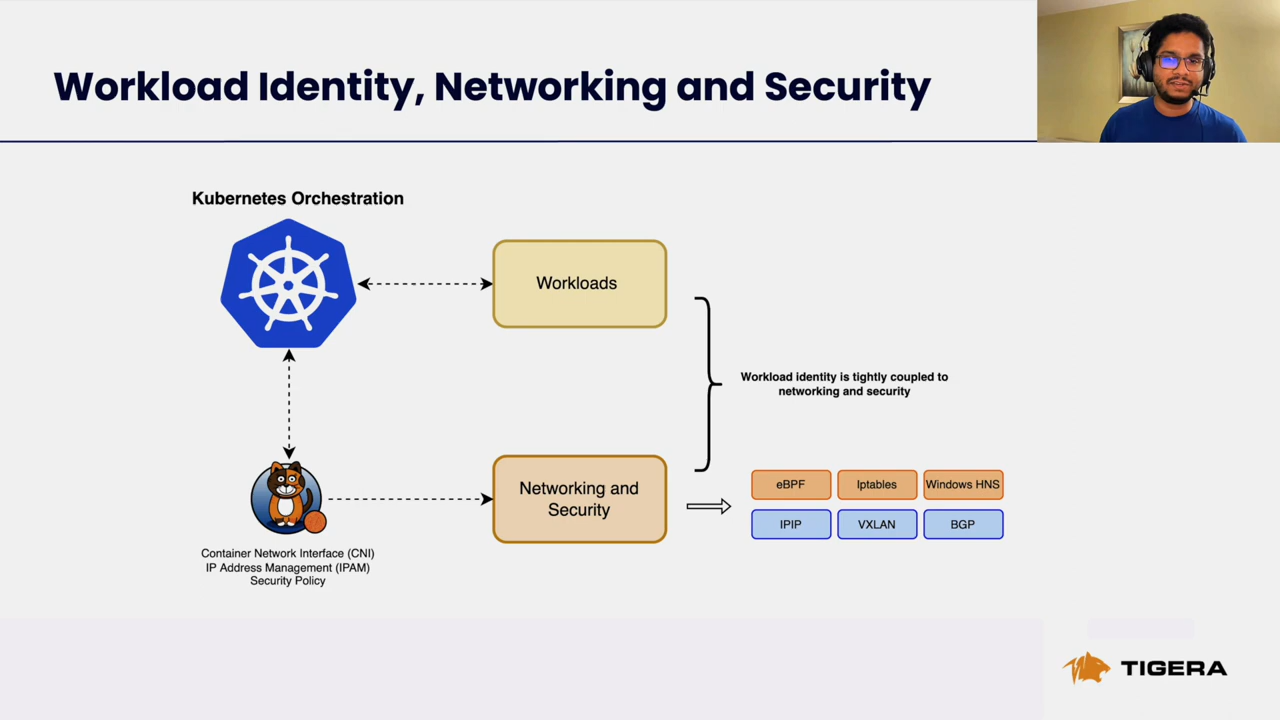 Workload Identity, Networking and Security
Kubernetes Orchestration
Workloads
Workload identity is tightly coupled to
networking and security
Networking and
Security
eBPF
Iptables
Windows HNS
IPIP
VXLAN
BGP
Container Network Interface (CNI)
IP Address Management (IPAM)
Security Policy
TIGERA